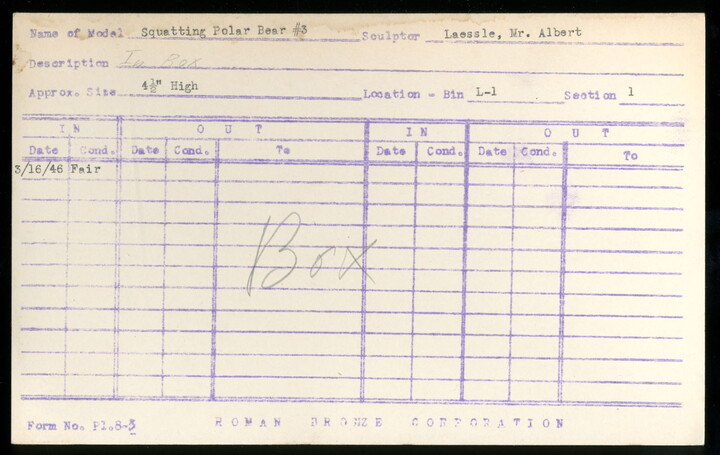 Name of Model Squatting Polar Bear #3 Sculptor Laessle, Mr. Albert
Description In Box
Approx. Size 4½" High Location - Bin L-1 Section 1
IN OUT IN OUT
Date Cond. Date Cond. To Date Cond. Date Cond. To
3/16/46 Fair
Box
Form No. Pl.8-3 ROMAN BRONZE CORPORATION